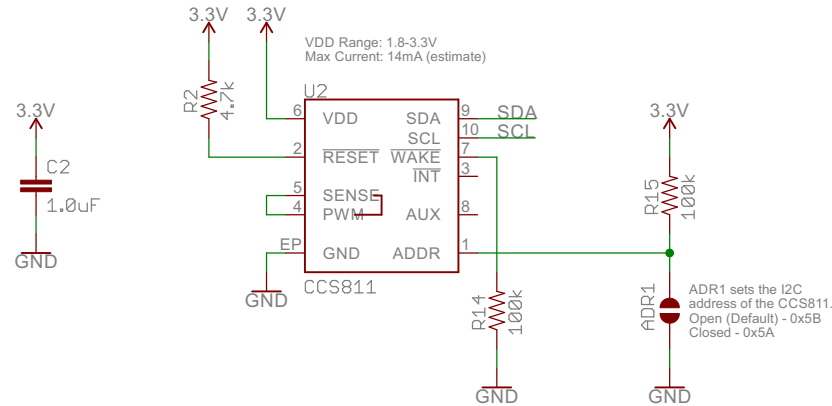 3.3V
3.3V
VDD Range: 1.8-3.3V
Max Current: 14mA (estimate)
R2
4.7k
U2
3.3V
C2
1.0uF
GND
6
VDD
SDA
9
SDA
SCL
10
SCL
2
RESET
WAKE
7
INT
3
5
SENSE
4
PWM
AUX
8
EP
GND
ADDR
1
GND
CCS811
R14
100k
GND
3.3V
R15
100k
ADR1
ADR1 sets the I2C
address of the CCS811.
Open (Default) - 0x5B
Closed - 0x5A
GND